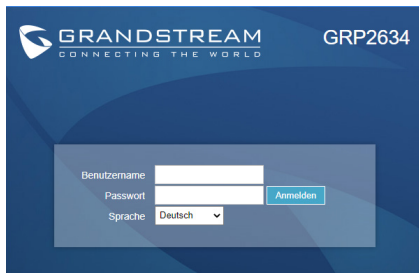 GRANDSTREAM
CONNECTING THE WORLD
GRP2634
Benutzername
Passwort
Anmelden
Sprache
Deutsch